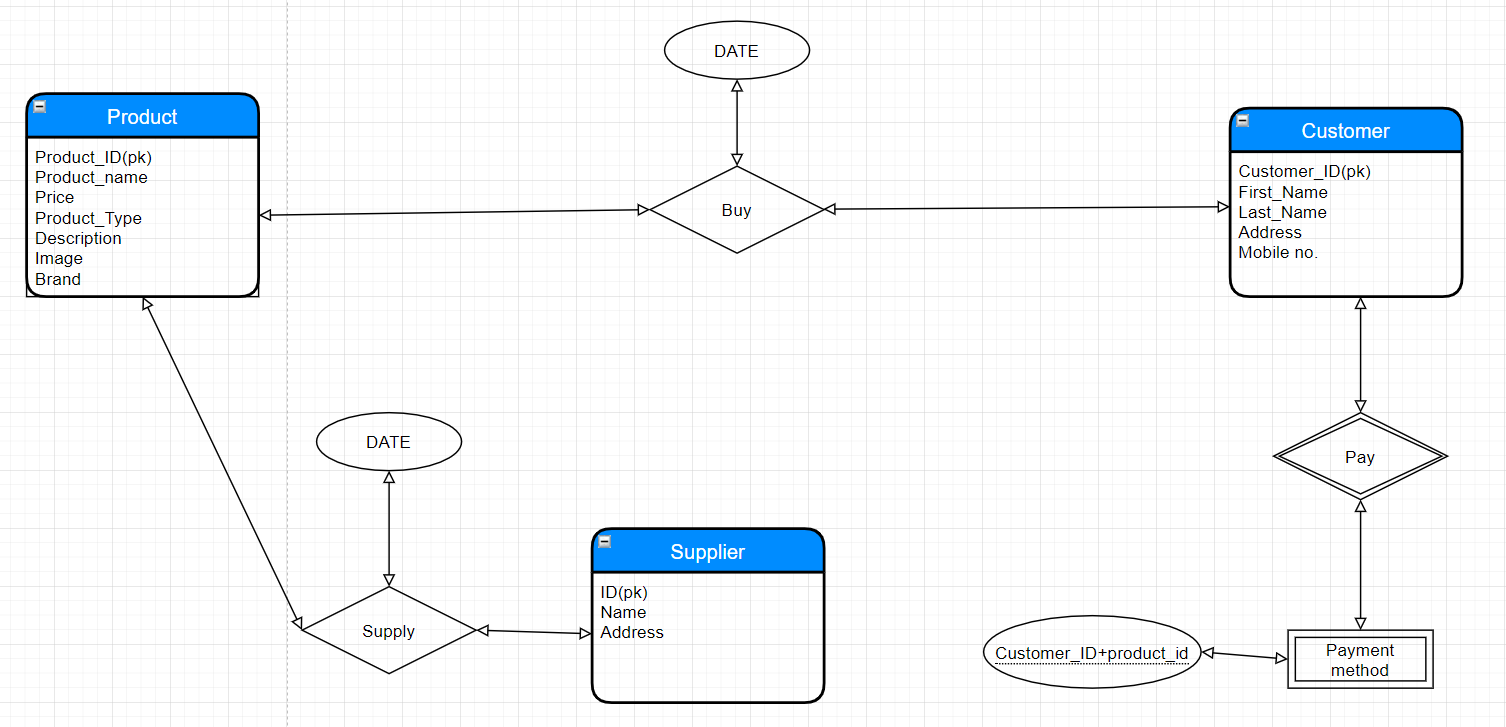 DATE
Product
Product_ID(pk)
Product_name
Price
Product_Type
Description
Image
Brand
Buy
Customer
Customer_ID(pk)
First_Name
Last_Name
Address
Mobile no.
DATE
Supply
Supplier
ID(pk)
Name
Address
Pay
Customer_ID+product_id
Payment
method